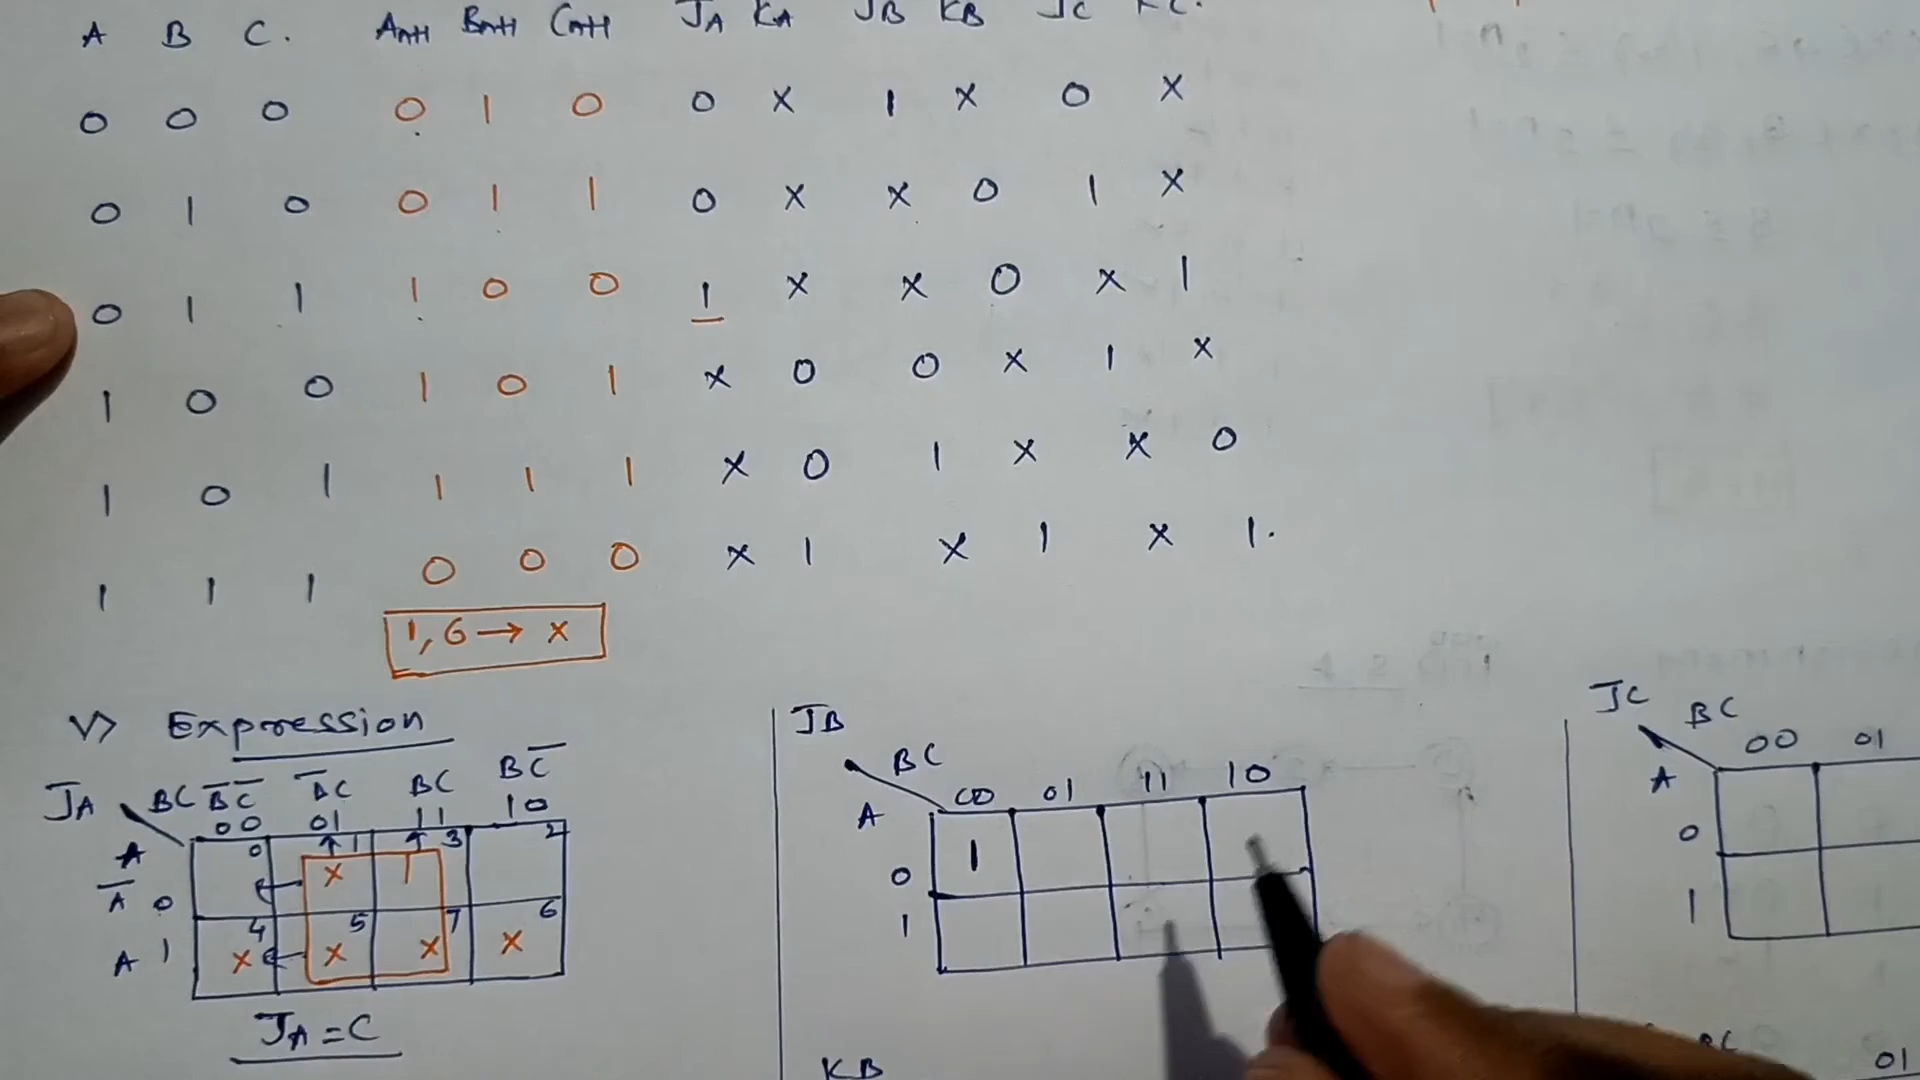 A B C. An+1 Bn+1 Cn+1 JA KA JB KB JC KC.
0 0 0 0 1 0 0 x 1 x 0 x
0 1 0 0 1 1 0 x x 0 1 x
0 1 1 1 0 0 1 x x 0 x 1
1 0 0 1 0 1 x 0 0 x 1 x
1 0 1 1 1 1 x 0 1 x x 0
1 1 1 0 0 0 x 1 x 1 x 1.
1, 6 → x
V> Expression
JA BC B̅C̅ B̅C BC BC̅
00 01 11 10
A
A̅ 0 0 1 x 3 1 2
A 1 4 x 5 x 7 x 6 x
JA = C
JB
BC
00 01 11 10
A
0 1
1
KB
JC
BC
00 01
A
0
1
BC
01